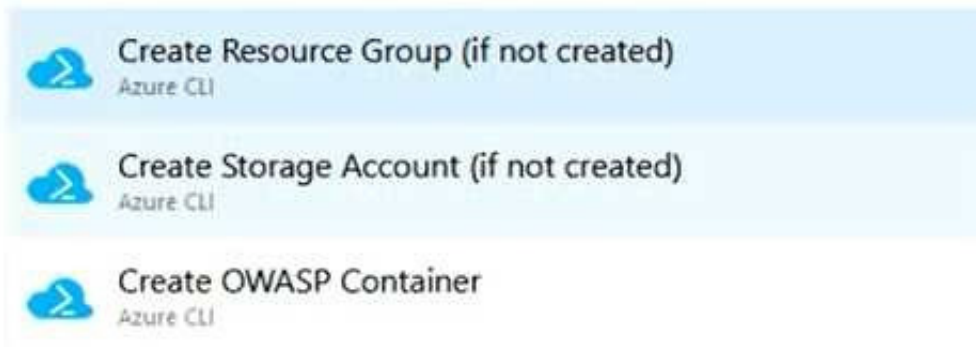 Create Resource Group (if not created)
Azure CLI
Create Storage Account (if not created)
Azure CLI
Create OWASP Container
Azure CLI